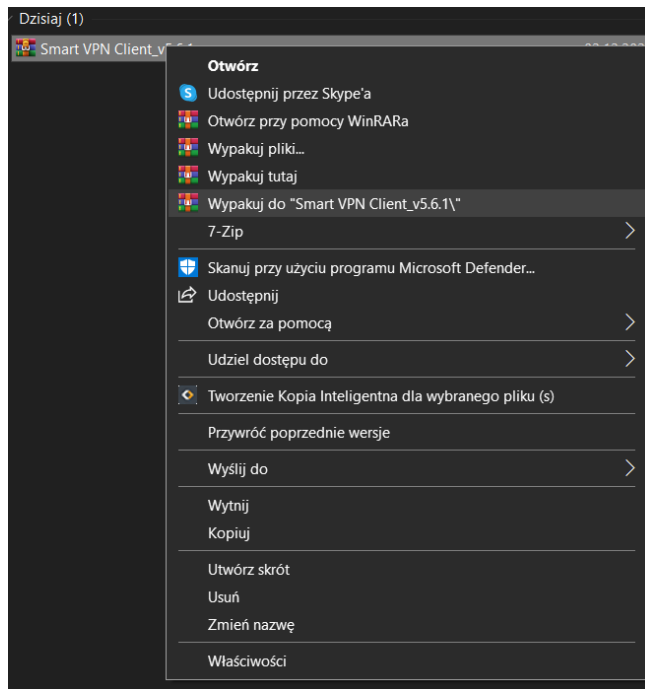 Dzisiaj (1)
Smart VPN Client_v5.6.1
Otwórz
Udostępnij przez Skype'a
Otwórz przy pomocy WinRARa
Wypakuj pliki...
Wypakuj tutaj
Wypakuj do "Smart VPN Client_v5.6.1\"
7-Zip
Skanuj przy użyciu programu Microsoft Defender...
Udostępnij
Otwórz za pomocą
Udziel dostępu do
Tworzenie Kopia Inteligentna dla wybranego pliku (s)
Przywróć poprzednie wersje
Wyślij do
Wytnij
Kopiuj
Utwórz skrót
Usuń
Zmień nazwę
Właściwości